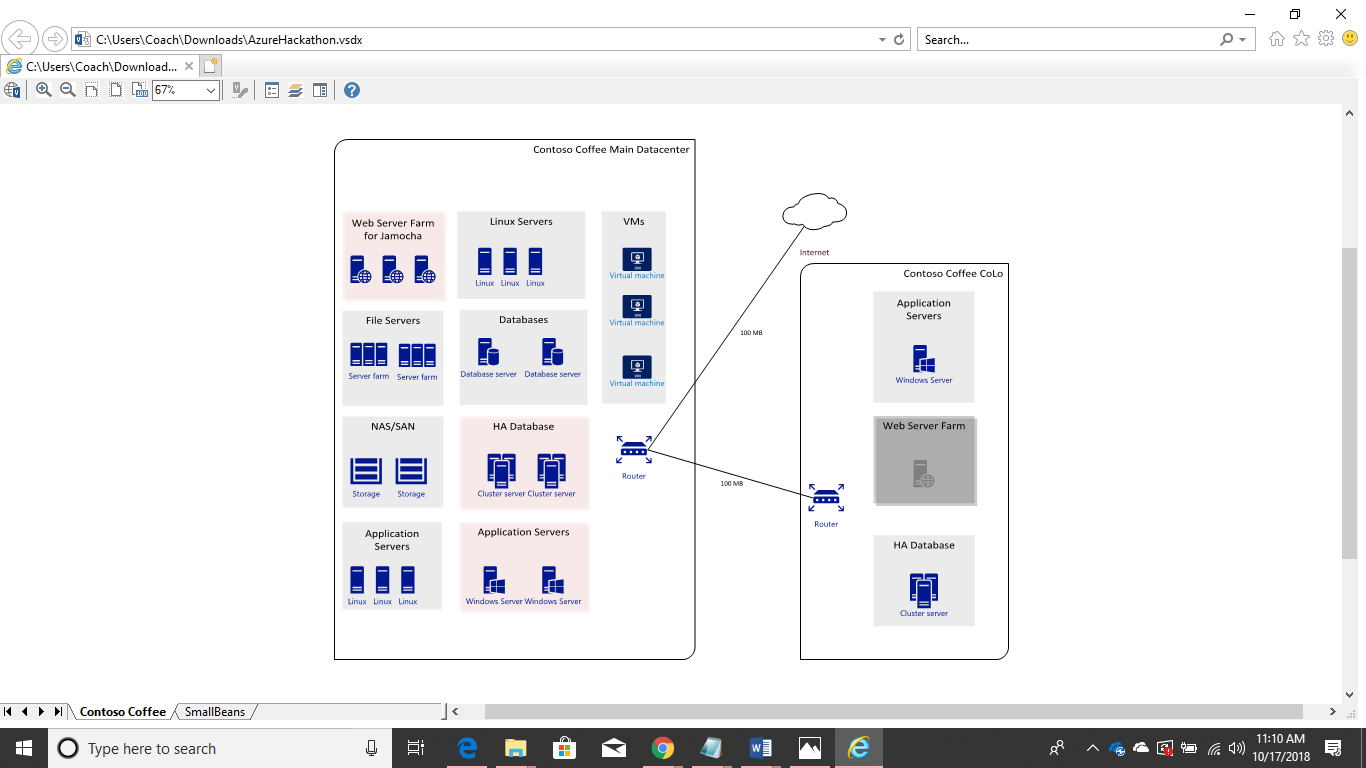 C:\Users\Coach\Downloads\AzureHackathon.vsdx
Search...
C:\Users\Coach\Download...
67%
Contoso Coffee Main Datacenter
Web Server Farm
for Jamocha
Linux Servers
Linux Linux Linux
VMs
Virtual machine
Virtual machine
Virtual machine
File Servers
Server farm Server farm
Databases
Database server Database server
NAS/SAN
Storage Storage
HA Database
Cluster server Cluster server
Router
Application
Servers
Linux Linux Linux
Application Servers
Windows Server Windows Server
Internet
100 MB
100 MB
Contoso Coffee CoLo
Application
Servers
Windows Server
Web Server Farm
Router
HA Database
Cluster server
Contoso Coffee
SmallBeans
Type here to search
11:10 AM
10/17/2018